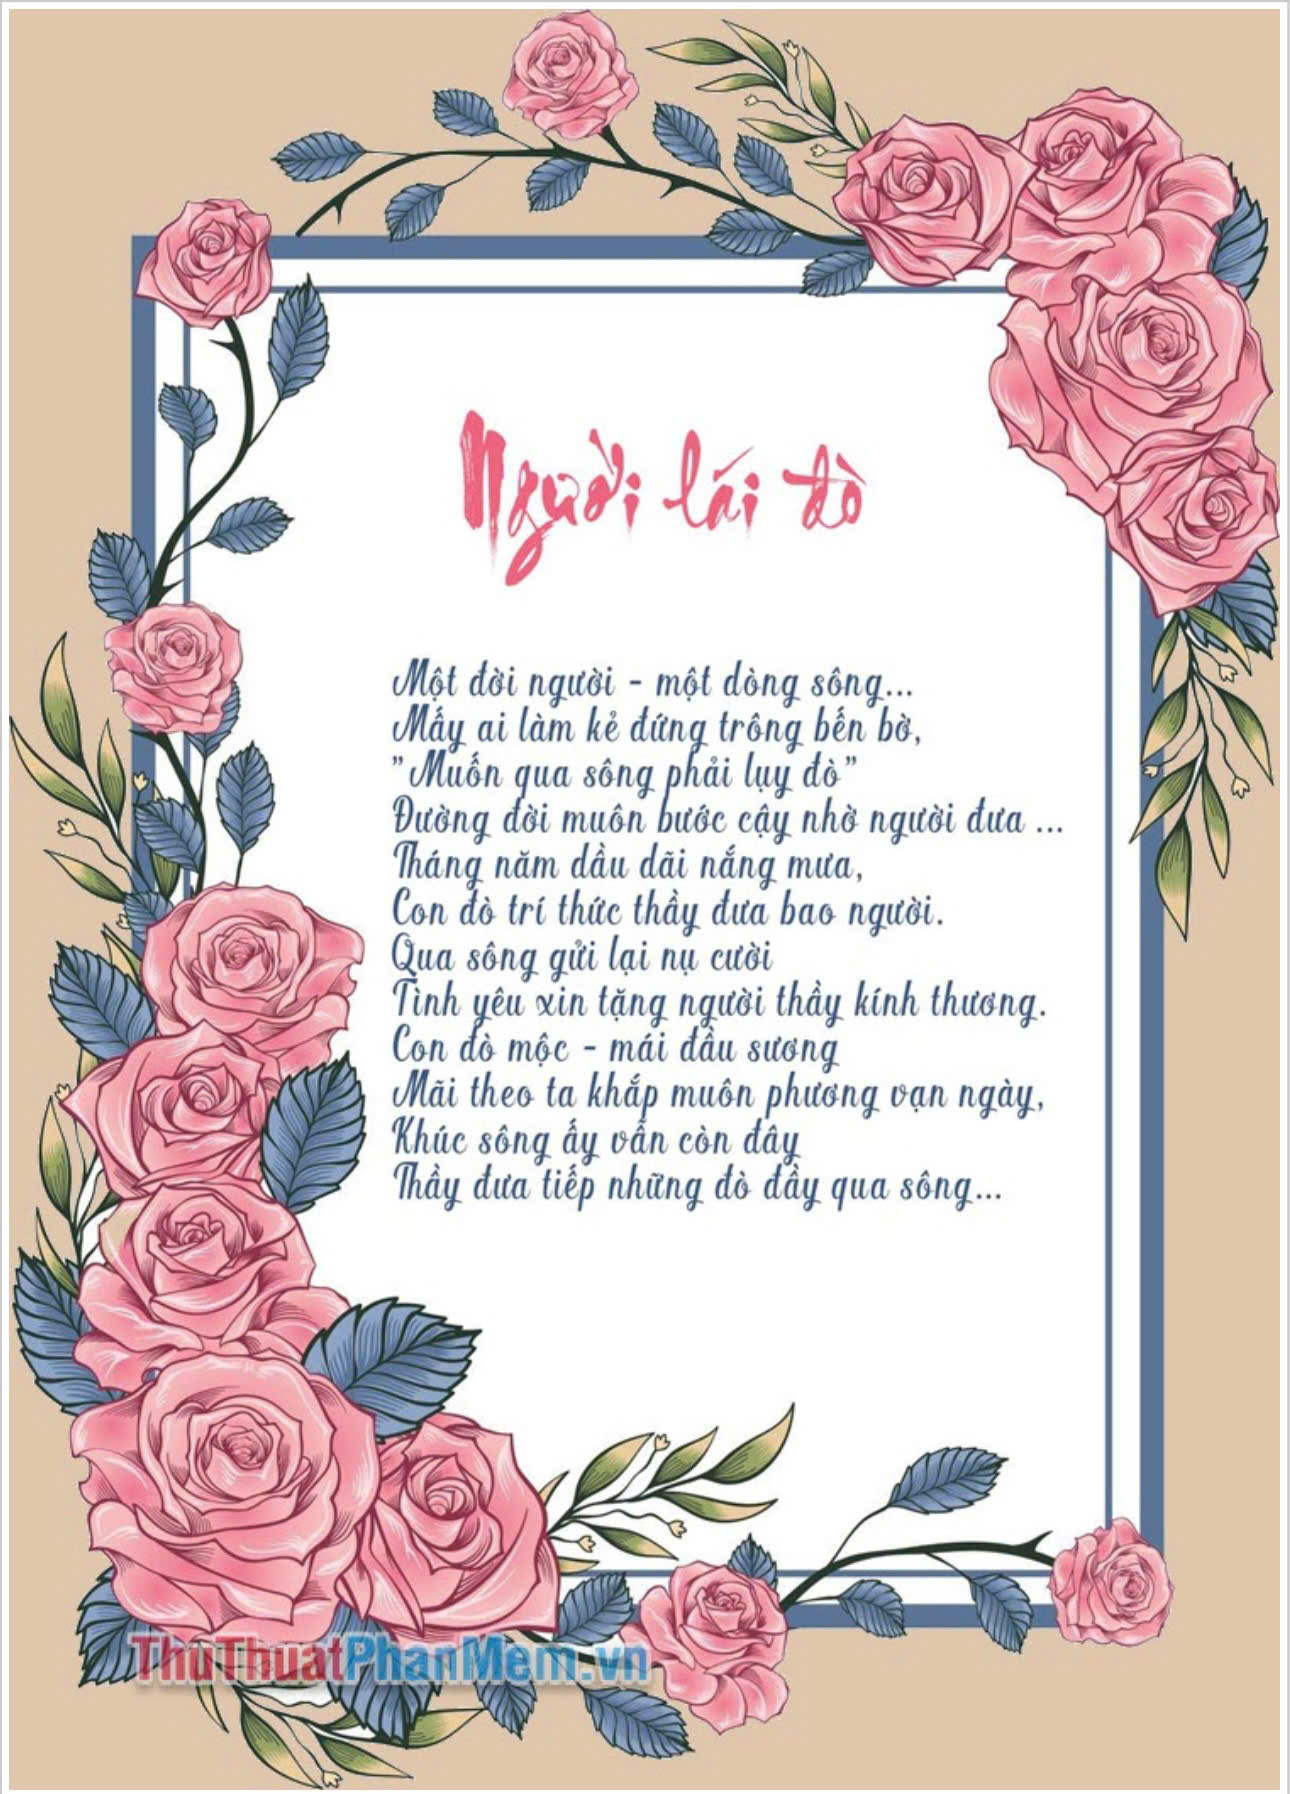 Người lái đò
Một đời người - một dòng sông...
Mấy ai làm kẻ đứng trông bến bờ,
"Muốn qua sông phải lụy đò"
Đường đời muôn bước cậy nhờ người đưa ...
Tháng năm dầu dãi nắng mưa,
Con đò trí thức thầy đưa bao người.
Qua sông gửi lại nụ cười
Tình yêu xin tặng người thầy kính thương.
Con đò mộc - mái đầu sương
Mãi theo ta khắp muôn phương vạn ngày,
Khúc sông ấy vẫn còn đây
Thầy đưa tiếp những đò đầy qua sông...
ThuThuatPhanMem.vn